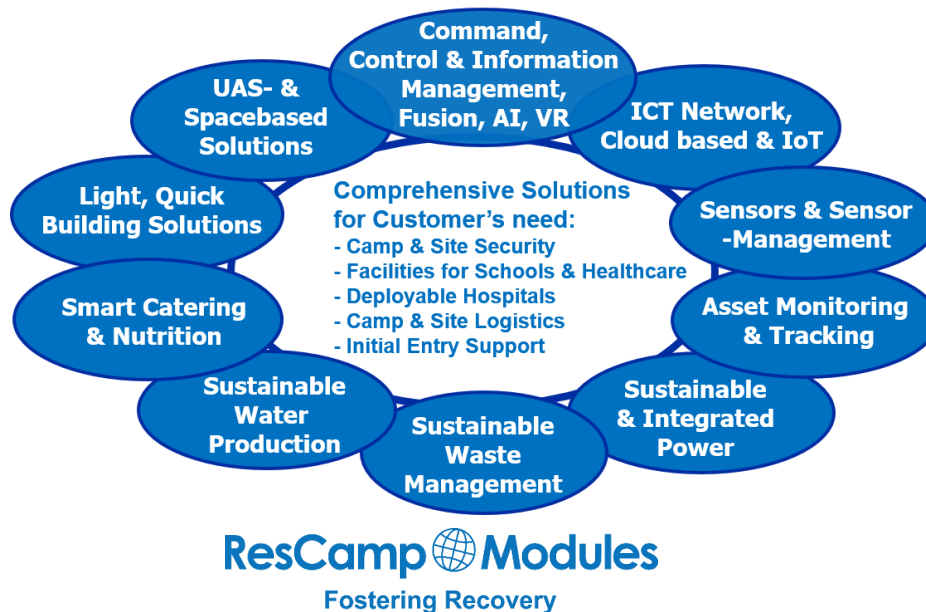 Command,
Control & Information
Management,
Fusion, AI, VR
UAS- &
Spacebased
Solutions
ICT Network,
Cloud based & IoT
Light, Quick
Building Solutions
Sensors & Sensor
-Management
Comprehensive Solutions
for Customer's need:
- Camp & Site Security
- Facilities for Schools & Healthcare
- Deployable Hospitals
- Camp & Site Logistics
- Initial Entry Support
Smart Catering
& Nutrition
Asset Monitoring
& Tracking
Sustainable
Water
Production
Sustainable
Waste
Management
Sustainable
& Integrated
Power
ResCamp Modules
Fostering Recovery